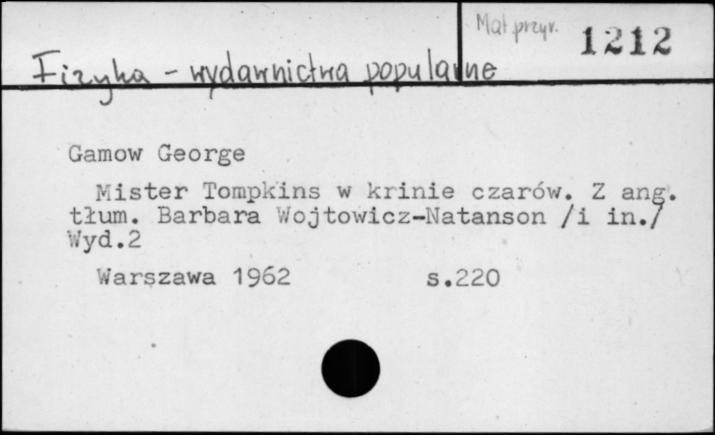 Mat. przyr. 1212
Fizyka - wydawnictwa popularne
Gamow George
Mister Tompkins w krinie czarów. Z ang.
tłum. Barbara Wojtowicz-Natanson /i in./
Wyd.2
Warszawa 1962 s.220